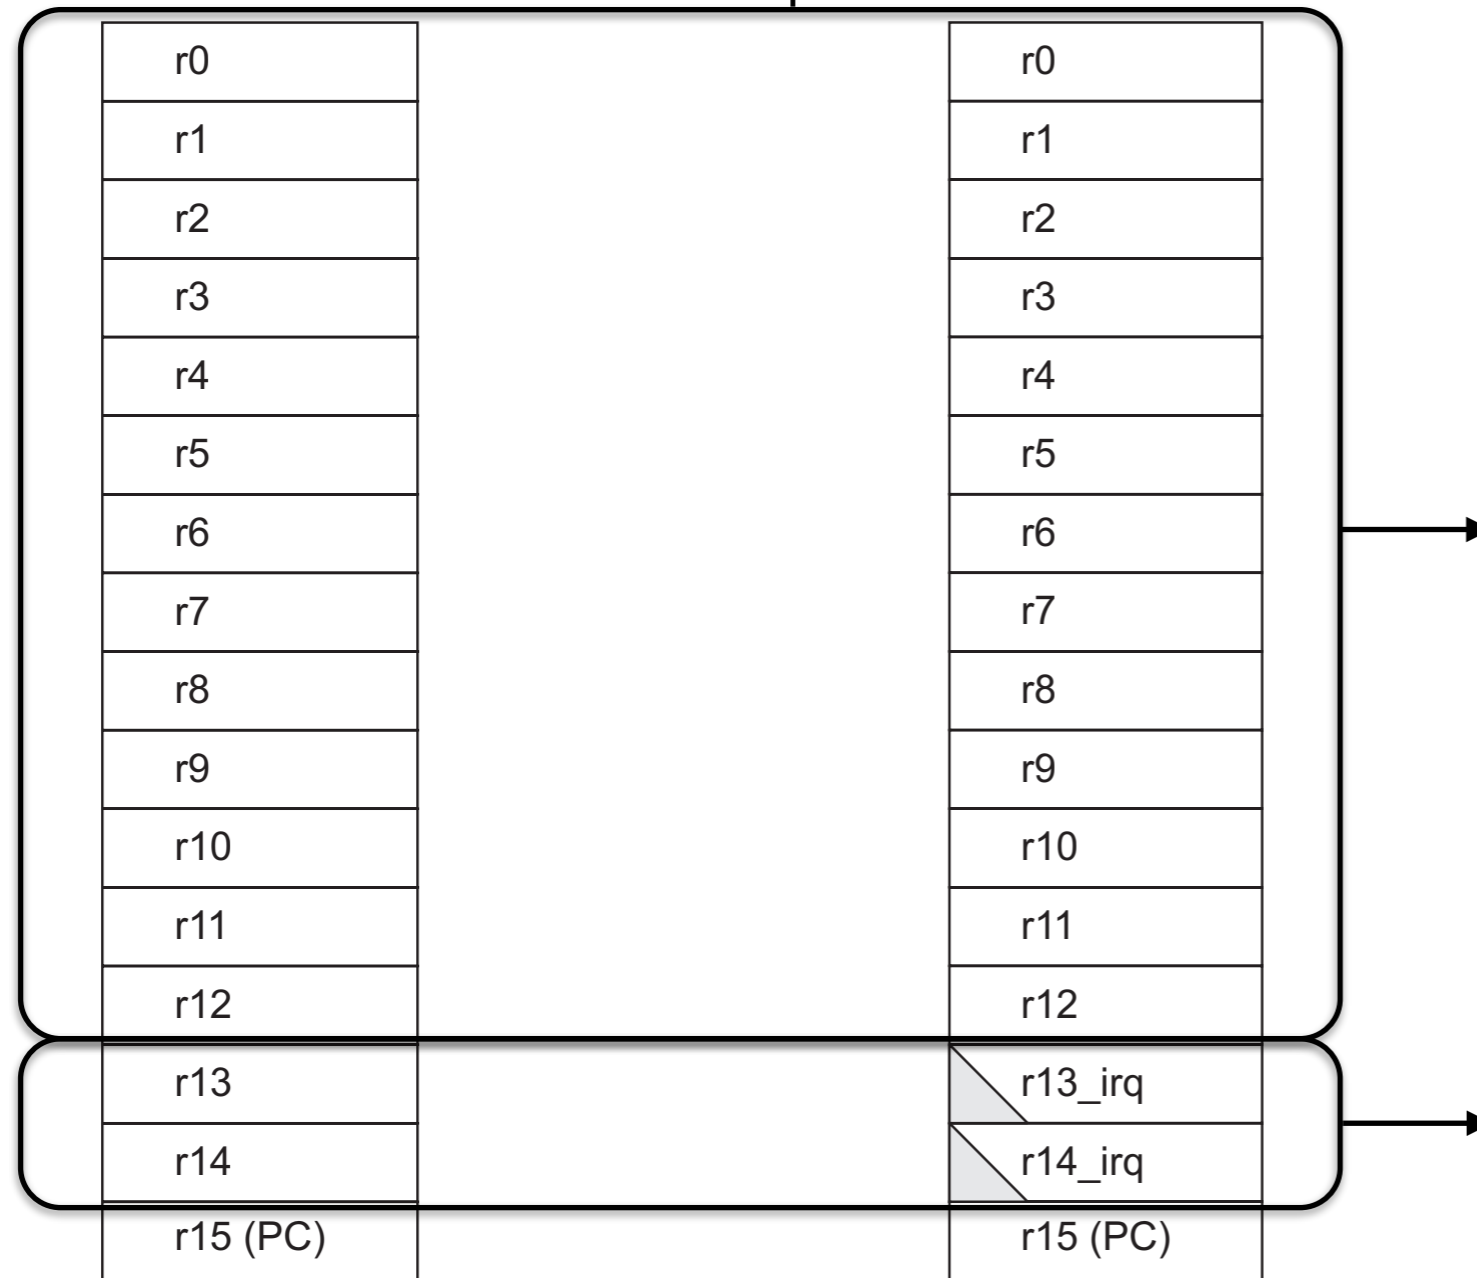 r0 r0
r1 r1
r2 r2
r3 r3
r4 r4
r5 r5
r6 r6
r7 r7
r8 r8
r9 r9
r10 r10
r11 r11
r12 r12
r13 r13_irq
r14 r14_irq
r15 (PC) r15 (PC)